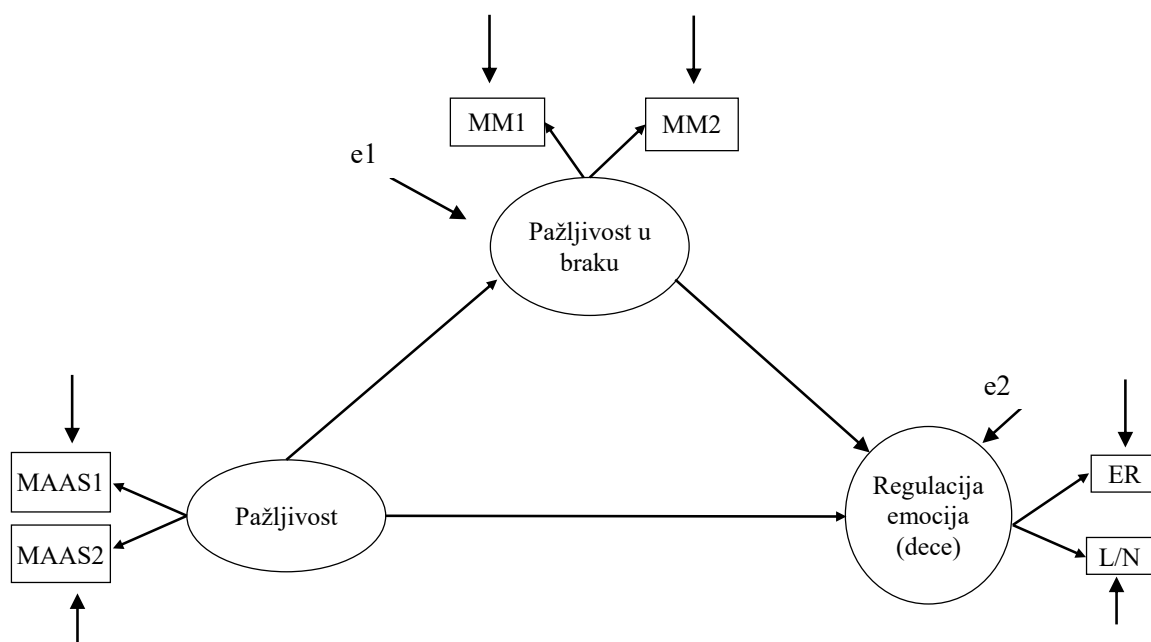 MM1
MM2
e1
Pažljivost u
braku
e2
MAAS1
MAAS2
Pažljivost
Regulacija
emocija
(dece)
ER
L/N